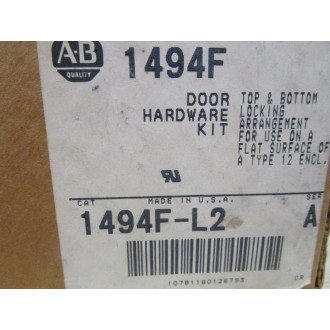 A-B
QUALITY
1494F
DOOR HARDWARE KIT
TOP & BOTTOM
LOCKING
ARRANGEMENT
FOR USE ON A
FLAT SURFACE OF
A TYPE 12 ENCL.
CAT
MADE IN U.S.A.
SER
1494F-L2
A